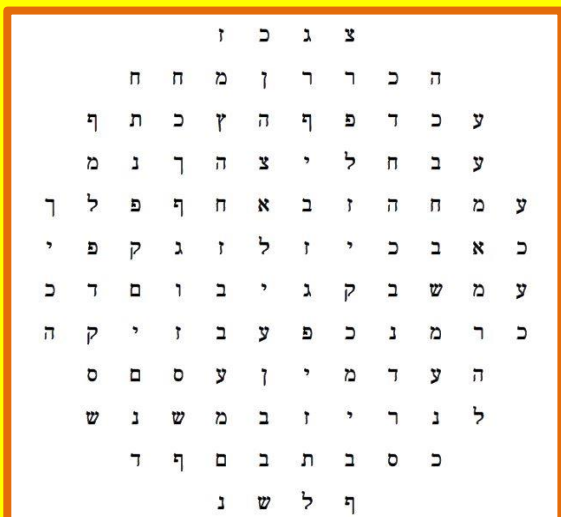 צ ג כ ז
ה כ ר ר ן מ ח ח
ע כ ד פ ף ה ץ כ ת ף
ע ב ח ל י צ ה ך נ מ
ע מ ח ה ז ב א ח ף פ ל ך
כ א ב כ י ז ל ז ג ק פ י
ע מ ש ב ק ג י ב ו ם ד כ
כ ר מ נ כ פ ע ב ז י ק ה
ה ע ד מ י ן ע ס ם ס
ל נ ר י ז ב מ ש נ ש
כ ס ב ת ב ם ף ד
ף ל ש נ